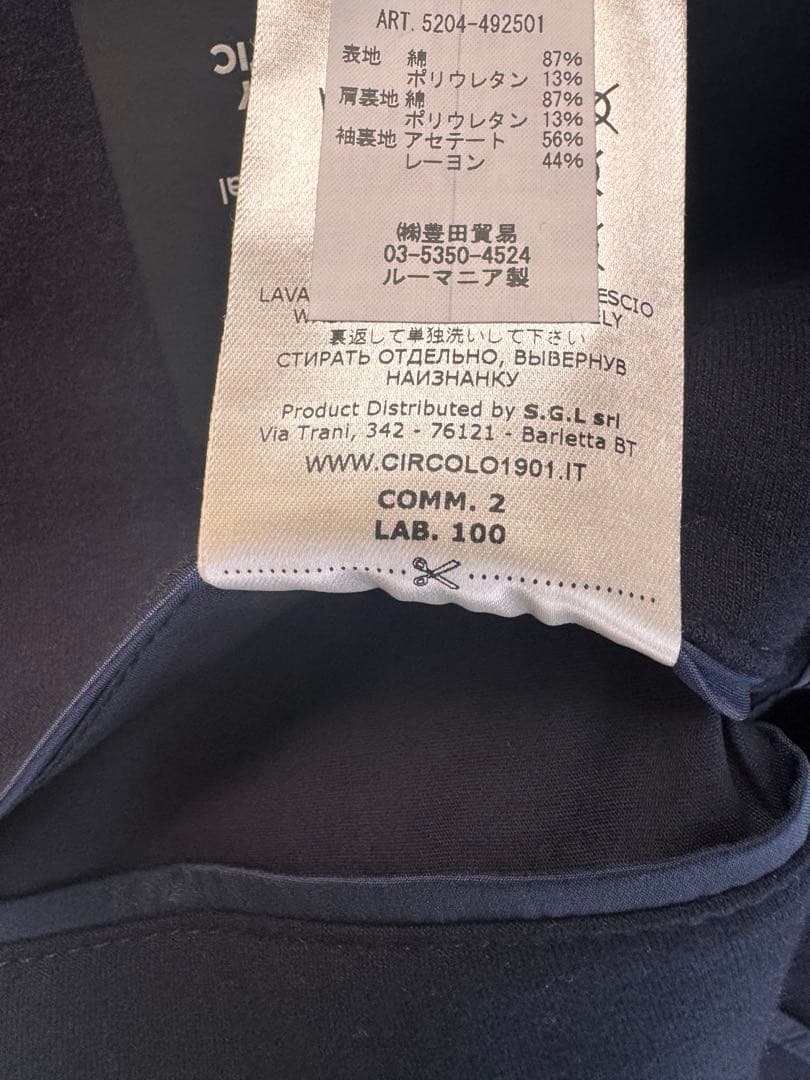 ART. 5204-492501
表地 綿 87%
ポリウレタン 13%
肩裏地 綿 87%
ポリウレタン 13%
袖裏地 アセテート 56%
レーヨン 44%
㈱豊田貿易
03-5350-4524
ルーマニア製
LAVA ESCIO
WA LY
裏返して単独洗いして下さい
СТИРАТЬ ОТДЕЛЬНО, ВЫВЕРНУВ
НАИЗНАНКУ
Product Distributed by S.G.L srl
Via Trani, 342 - 76121 - Barletta BT
WWW.CIRCOLO1901.IT
COMM. 2
LAB. 100